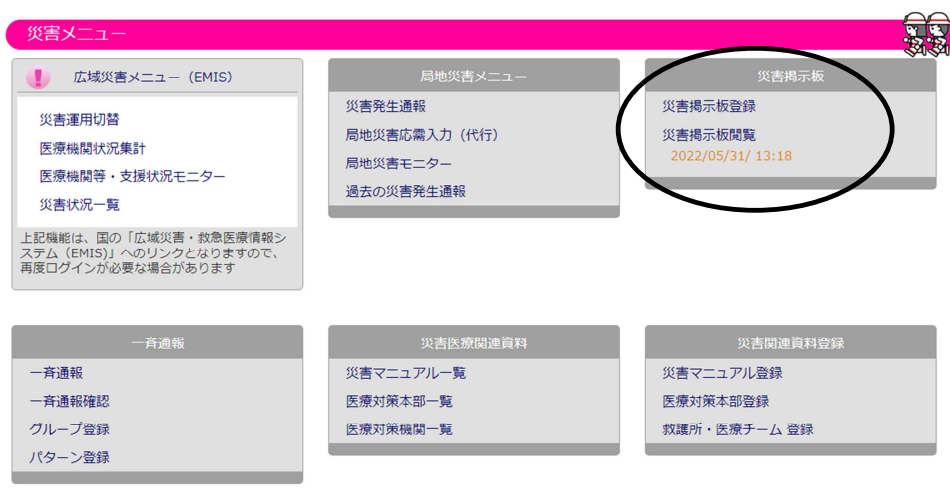 災害メニュー
広域災害メニュー（EMIS）
災害運用切替
医療機関状況集計
医療機関等・支援状況モニター
災害状況一覧
上記機能は、国の「広域災害・救急医療情報シ
ステム（EMIS)」へのリンクとなりますので、
再度ログインが必要な場合があります
局地災害メニュー
災害発生通報
局地災害応需入力（代行）
局地災害モニター
過去の災害発生通報
災害掲示板
災害掲示板登録
災害掲示板閲覧
2022/05/31/ 13:18
一斉通報
一斉通報
一斉通報確認
グループ登録
パターン登録
災害医療関連資料
災害マニュアル一覧
医療対策本部一覧
医療対策機関一覧
災害関連資料登録
災害マニュアル登録
医療対策本部登録
救護所・医療チーム 登録